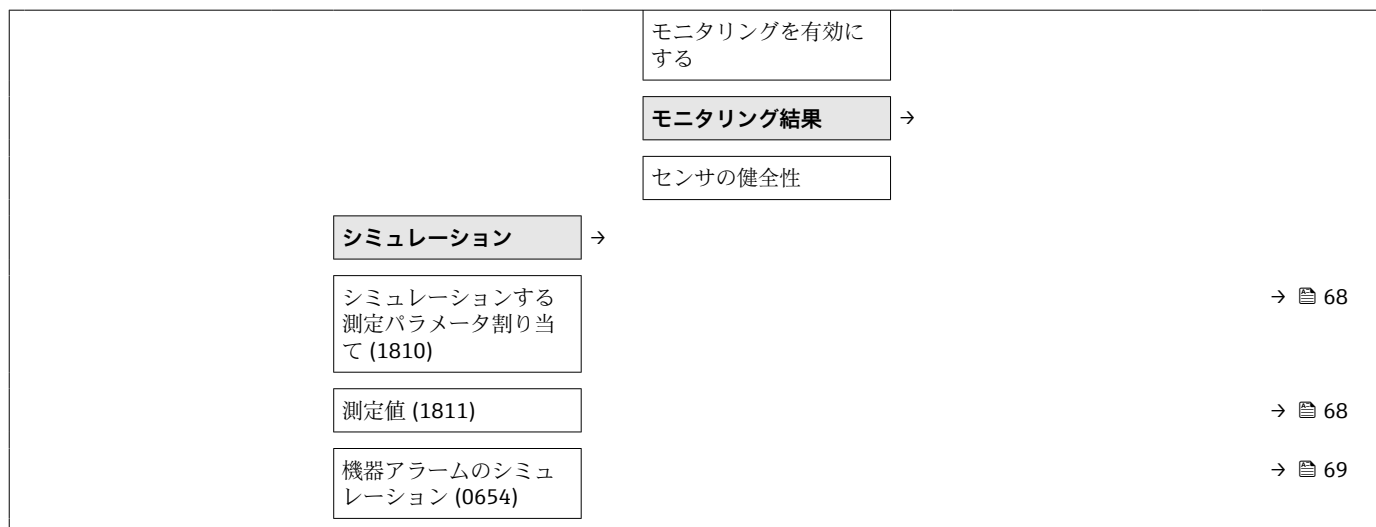 モニタリングを有効に
する
モニタリング結果 →
センサの健全性
シミュレーション →
シミュレーションする
測定パラメータ割り当
て (1810)
→ 68
測定値 (1811)
→ 68
機器アラームのシミュ
レーション (0654)
→ 69